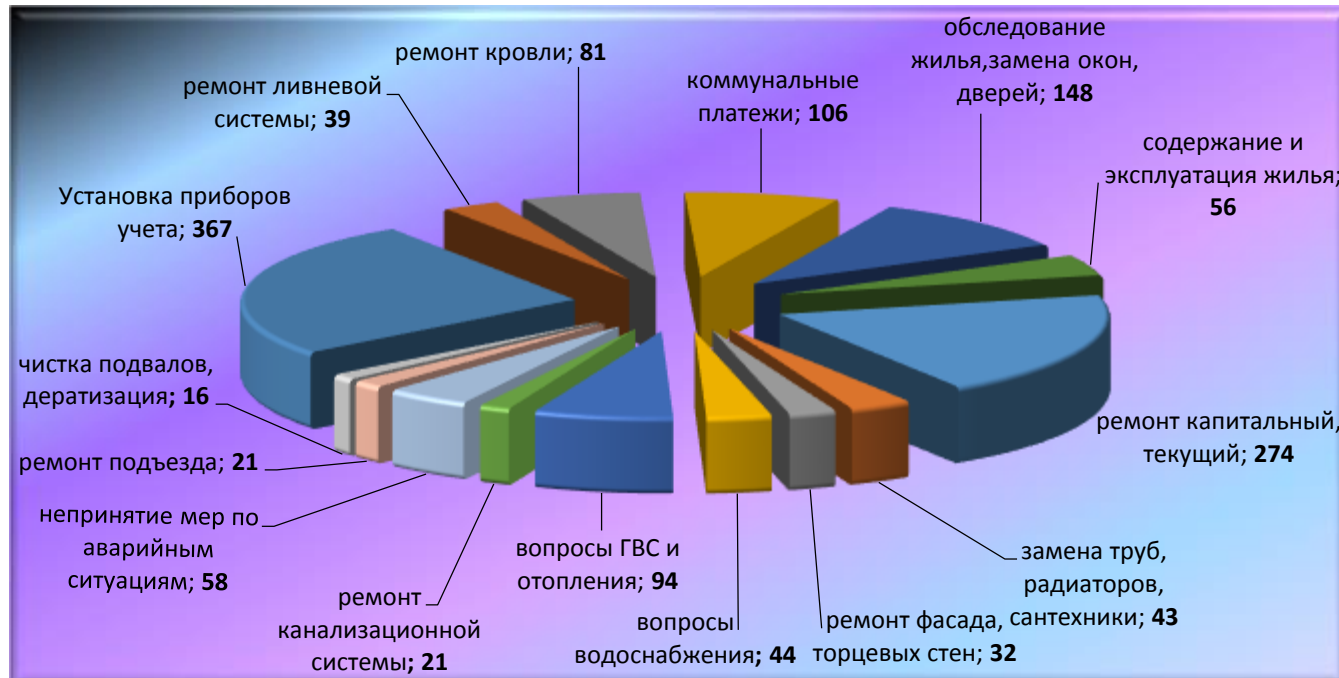 ремонт кровли; 81
ремонт ливневой
системы; 39
Установка приборов
учета; 367
чистка подвалов,
дератизация; 16
ремонт подъезда; 21
непринятие мер по
аварийным
ситуациям; 58
ремонт
канализационной
системы; 21
вопросы ГВС и
отопления; 94
вопросы
водоснабжения; 44
ремонт фасада,
торцевых стен; 32
замена труб,
радиаторов,
сантехники; 43
ремонт капитальный,
текущий; 274
содержание и
эксплуатация жилья;
56
обследование
жилья,замена окон,
дверей; 148
коммунальные
платежи; 106